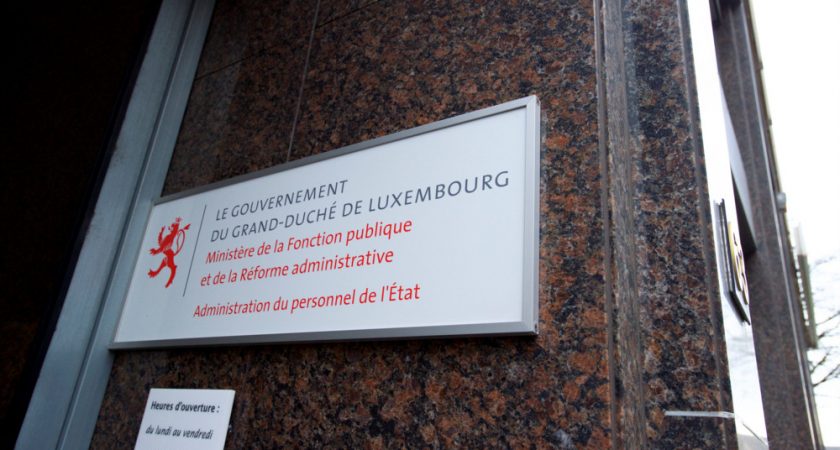 LE GOUVERNEMENT
DU GRAND-DUCHÉ DE LUXEMBOURG
Ministère de la Fonction publique
et de la Réforme administrative
Administration du personnel de l'État
Heures d'ouverture :
du lundi au vendredi